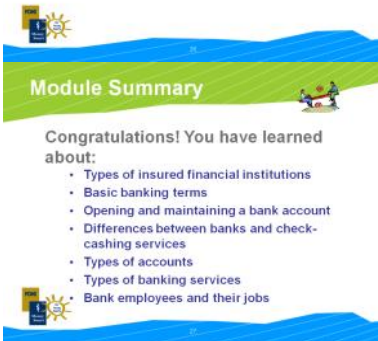 Module Summary
Congratulations! You have learned
about:
• Types of insured financial institutions
• Basic banking terms
• Opening and maintaining a bank account
• Differences between banks and check-
cashing services
• Types of accounts
• Types of banking services
• Bank employees and their jobs
27